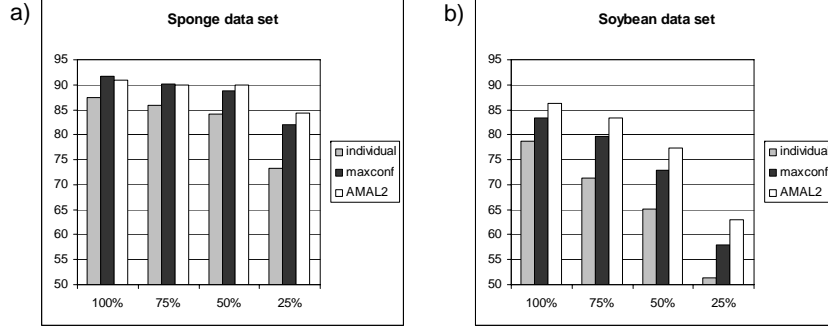 a)
Sponge data set
95
90
85
80
75
70
65
60
55
50
100% 75% 50% 25%
individual
maxconf
AMAL2
b)
Soybean data set
95
90
85
80
75
70
65
60
55
50
100% 75% 50% 25%
individual
maxconf
AMAL2